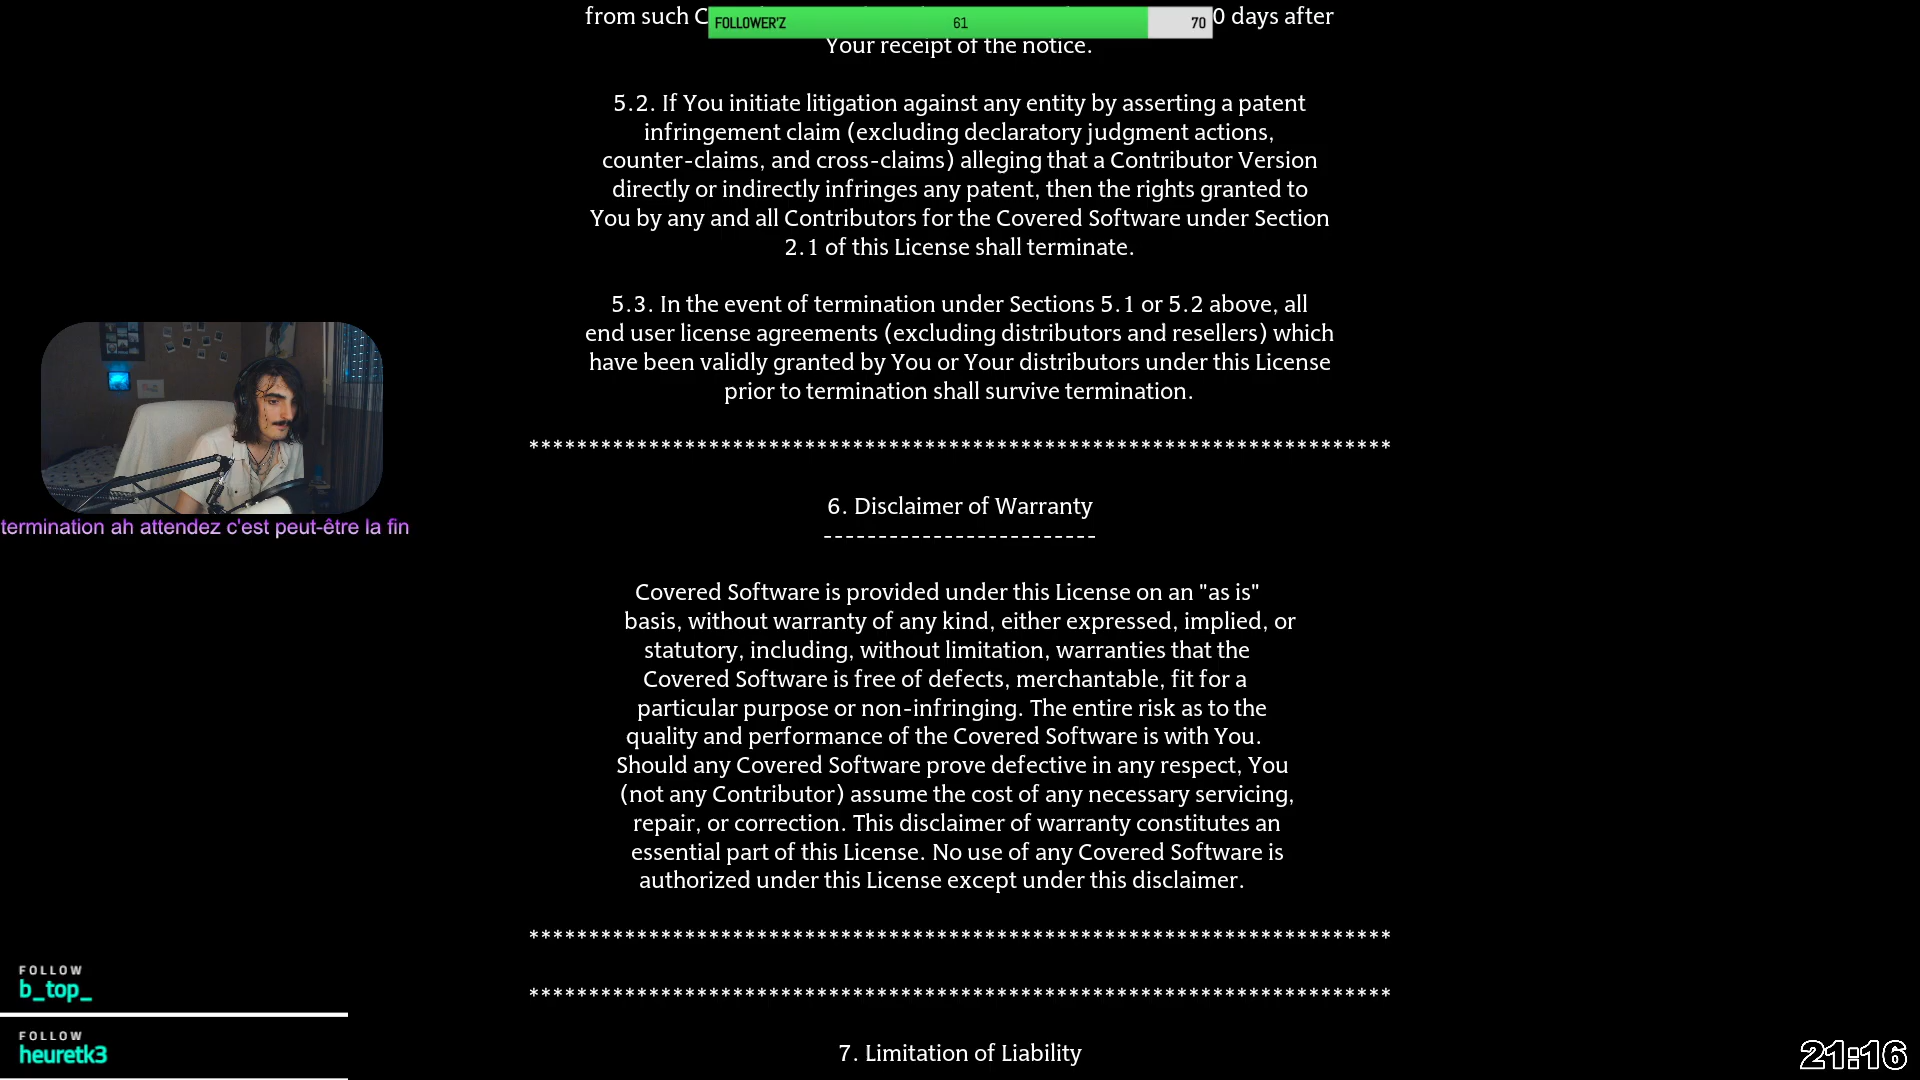 from such C
0 days after
FOLLOWER'Z 61 70
Your receipt of the notice.
5.2. If You initiate litigation against any entity by asserting a patent
infringement claim (excluding declaratory judgment actions,
counter-claims, and cross-claims) alleging that a Contributor Version
directly or indirectly infringes any patent, then the rights granted to
You by any and all Contributors for the Covered Software under Section
2.1 of this License shall terminate.
5.3. In the event of termination under Sections 5.1 or 5.2 above, all
end user license agreements (excluding distributors and resellers) which
have been validly granted by You or Your distributors under this License
prior to termination shall survive termination.
************************************************************************
6. Disclaimer of Warranty
-------------------------
Covered Software is provided under this License on an "as is"
basis, without warranty of any kind, either expressed, implied, or
statutory, including, without limitation, warranties that the
Covered Software is free of defects, merchantable, fit for a
particular purpose or non-infringing. The entire risk as to the
quality and performance of the Covered Software is with You.
Should any Covered Software prove defective in any respect, You
(not any Contributor) assume the cost of any necessary servicing,
repair, or correction. This disclaimer of warranty constitutes an
essential part of this License. No use of any Covered Software is
authorized under this License except under this disclaimer.
************************************************************************
************************************************************************
7. Limitation of Liability
termination ah attendez c'est peut-être la fin
FOLLOW
b_top_
FOLLOW
heuretk3
21:16